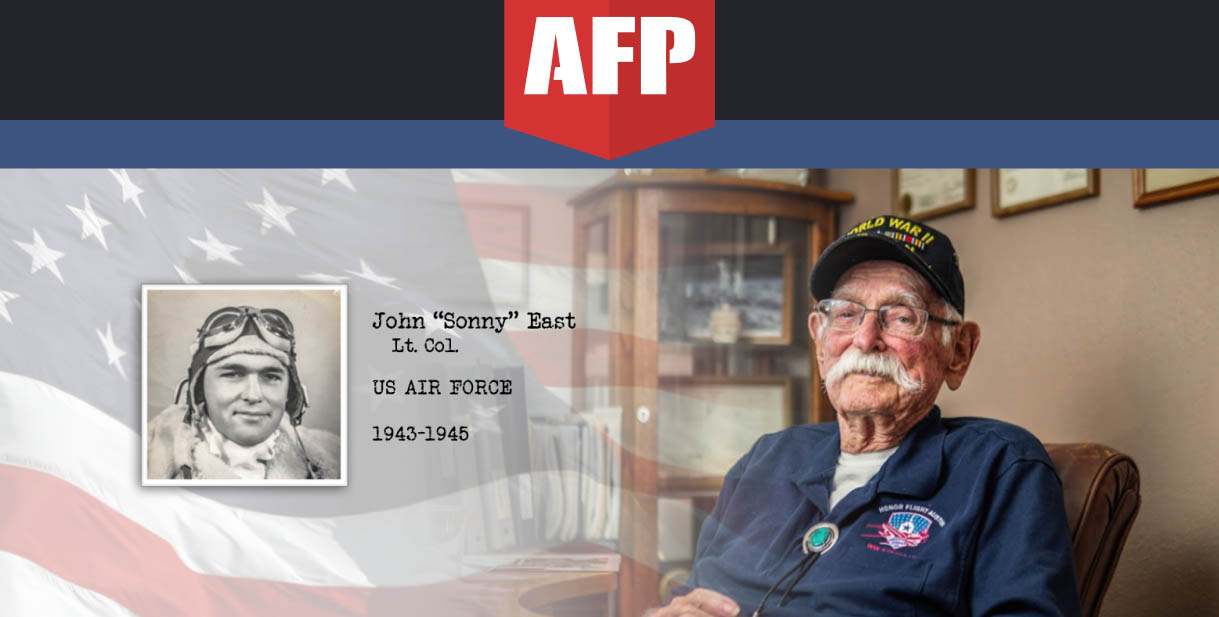 AFP
John “Sonny” East
Lt. Col.
US AIR FORCE
1943-1945
WORLD WAR II
HONOR FLIGHT AUSTIN